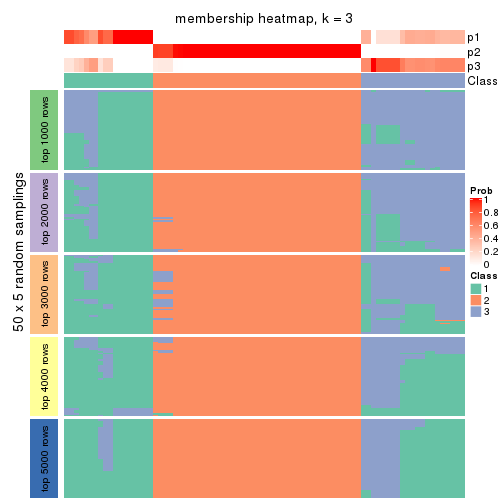 membership heatmap, k = 3
p1
p2
p3
Class
50 x 5 random samplings
top 1000 rows
top 2000 rows
top 3000 rows
top 4000 rows
top 5000 rows
Prob
1
0.8
0.6
0.4
0.2
0
Class
1
2
3